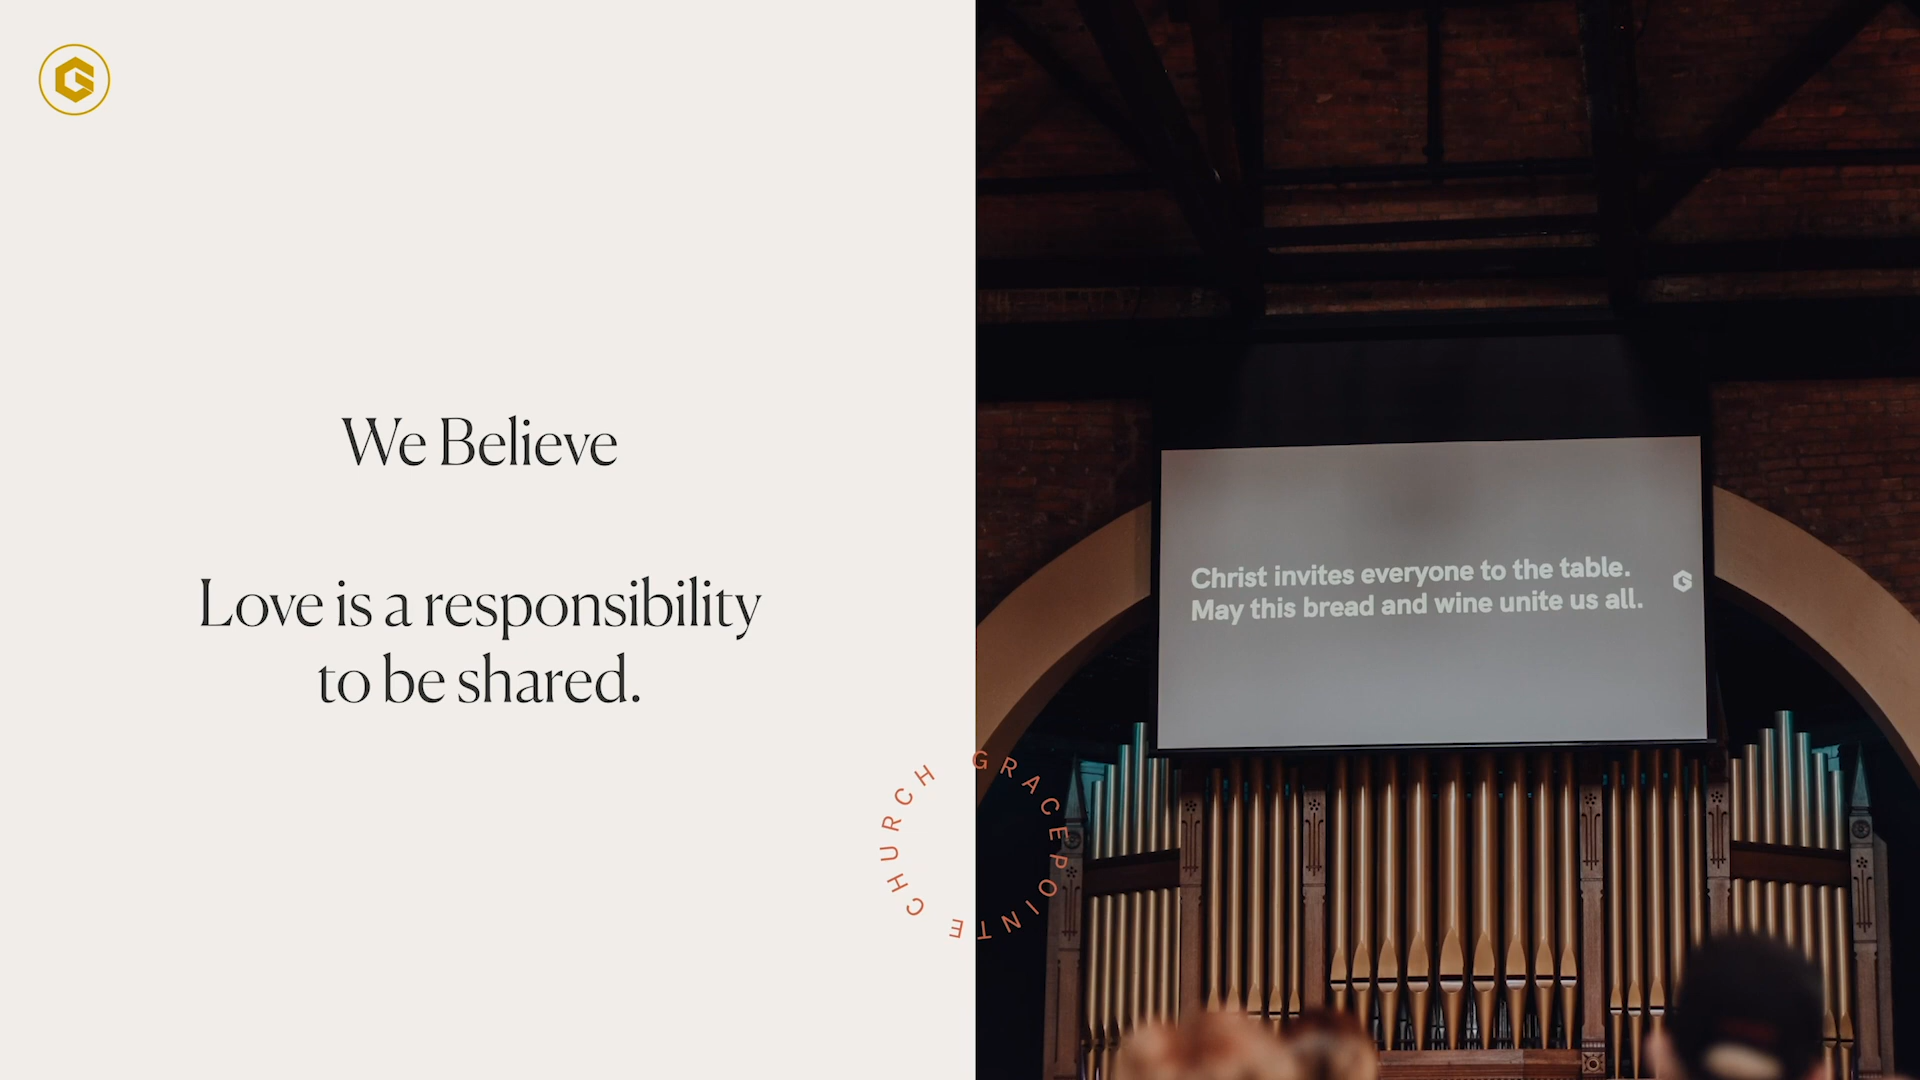 We Believe
Love is a responsibility
to be shared.
Christ invites everyone to the table.
May this bread and wine unite us all.
GRACEPOINTE CHURCH